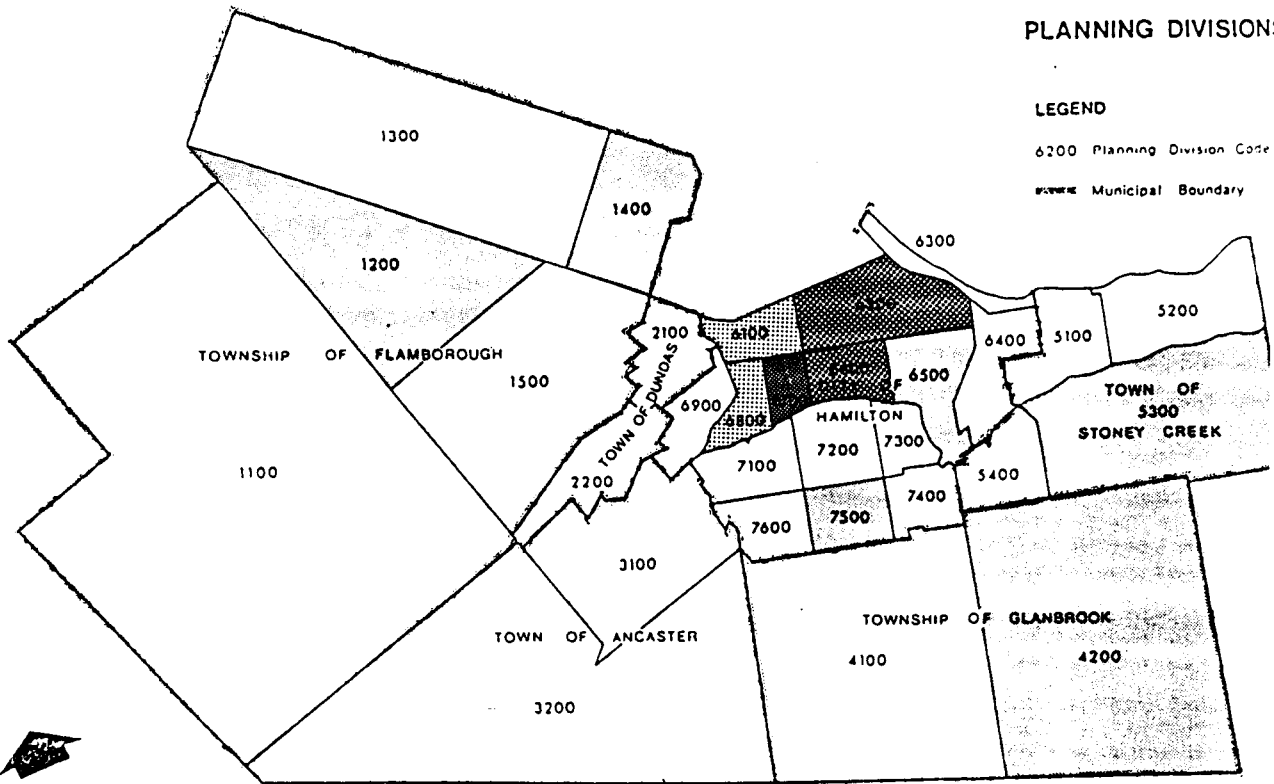 PLANNING DIVISIONS
LEGEND
6200 Planning Division Code
Municipal Boundary
1300
1400
1200
6300
2100
6100
6400
5100
5200
TOWNSHIP OF FLAMBOROUGH
1500
6500
TOWN OF
5300
STONEY CREEK
TOWN OF DUNDAS
6900
6800
OF
HAMILTON
7100
7200
7300
1100
2200
5400
7400
7600
7500
3100
TOWN OF ANCASTER
TOWNSHIP OF GLANBROOK
4100
4200
3200